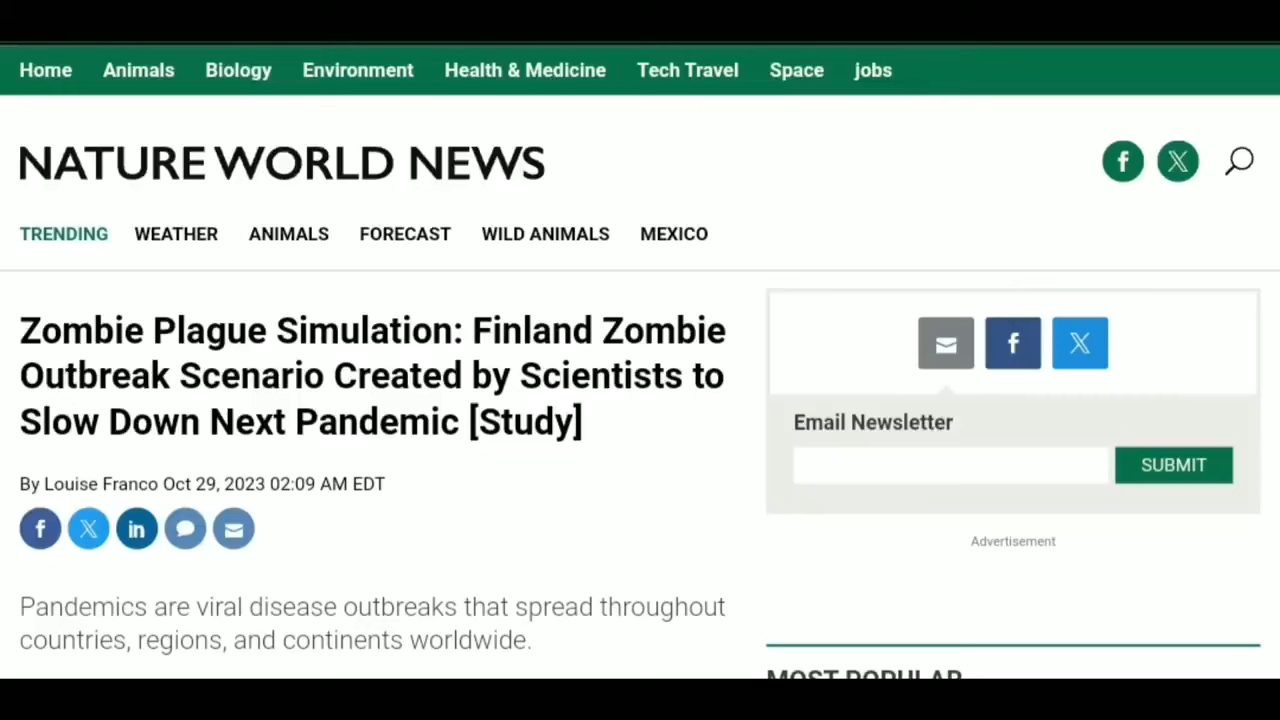 Home Animals Biology Environment Health & Medicine Tech Travel Space jobs
NATURE WORLD NEWS
TRENDING WEATHER ANIMALS FORECAST WILD ANIMALS MEXICO
Zombie Plague Simulation: Finland Zombie
Outbreak Scenario Created by Scientists to
Slow Down Next Pandemic [Study]
By Louise Franco Oct 29, 2023 02:09 AM EDT
Pandemics are viral disease outbreaks that spread throughout
countries, regions, and continents worldwide.
Email Newsletter
SUBMIT
Advertisement
MOST POPULAR